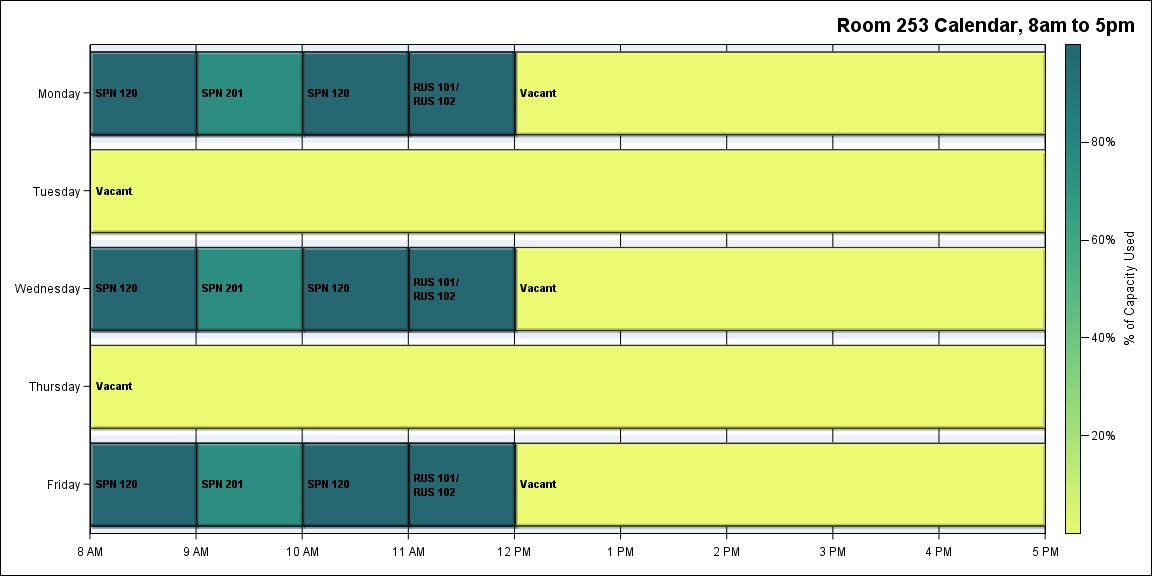 Room 253 Calendar, 8am to 5pm
Monday
SPN 120
SPN 201
SPN 120
RUS 101/
RUS 102
Vacant
Tuesday
Vacant
Wednesday
SPN 120
SPN 201
SPN 120
RUS 101/
RUS 102
Vacant
Thursday
Vacant
Friday
SPN 120
SPN 201
SPN 120
RUS 101/
RUS 102
Vacant
8 AM 9 AM 10 AM 11 AM 12 PM 1 PM 2 PM 3 PM 4 PM 5 PM
80%
60%
40%
20%
% of Capacity Used